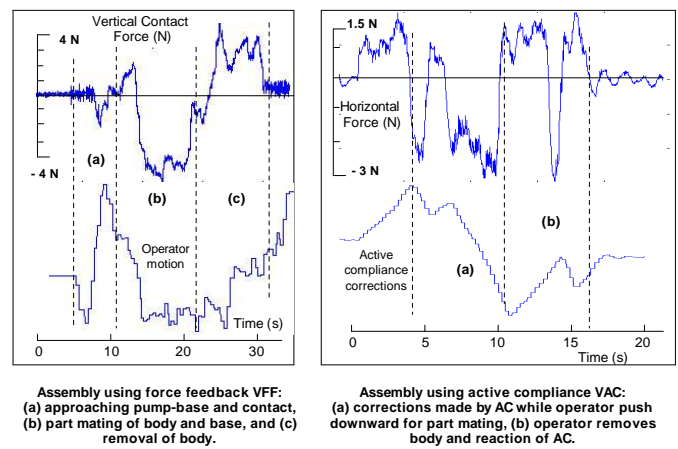 Vertical Contact
Force (N)
4 N
- 4 N
(a)
(b)
(c)
Operator
motion
Time (s)
0 10 20 30
1.5 N
Horizontal
Force (N)
- 3 N
(b)
Active
compliance
corrections
(a)
0 5 10 15 20
Time (s)
Assembly using force feedback VFF:
(a) approaching pump-base and contact,
(b) part mating of body and base, and (c)
removal of body.
Assembly using active compliance VAC:
(a) corrections made by AC while operator push
downward for part mating, (b) operator removes
body and reaction of AC.